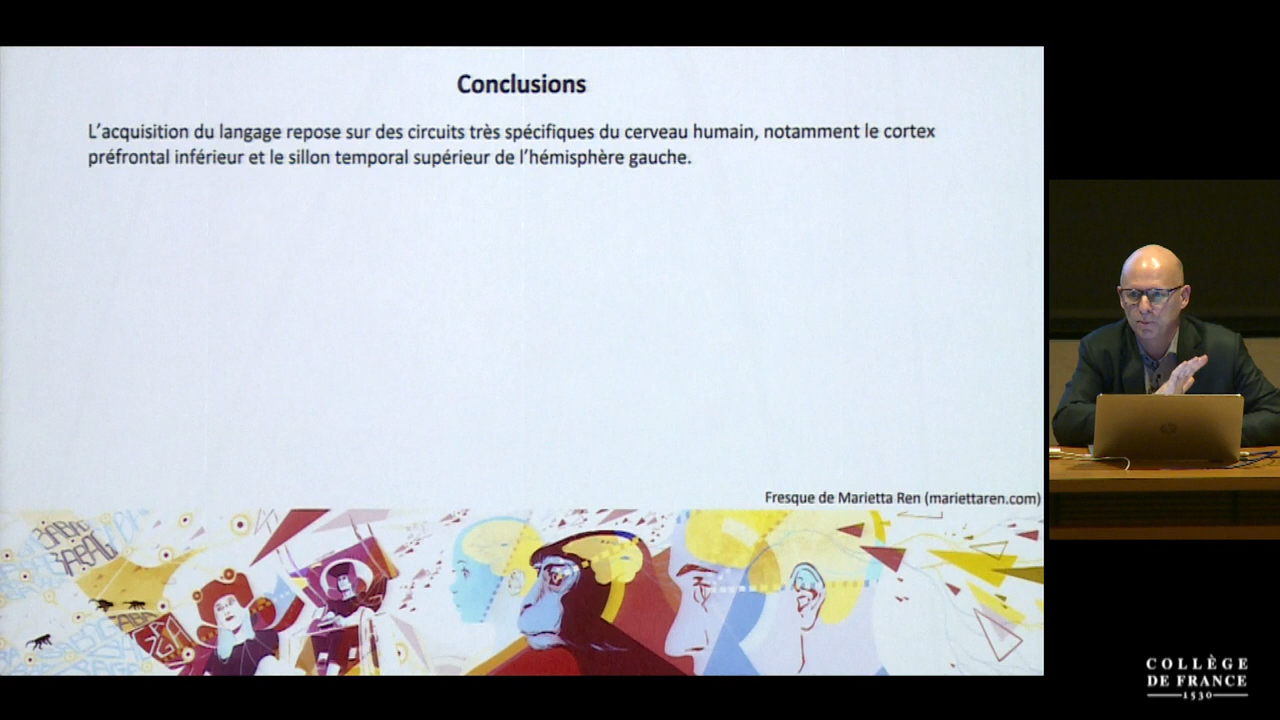 Conclusions
L'acquisition du langage repose sur des circuits très spécifiques du cerveau humain, notamment le cortex
préfrontal inférieur et le sillon temporal supérieur de l'hémisphère gauche.
Fresque de Marietta Ren (mariettaren.com)
COLLÈGE
DE FRANCE
1530